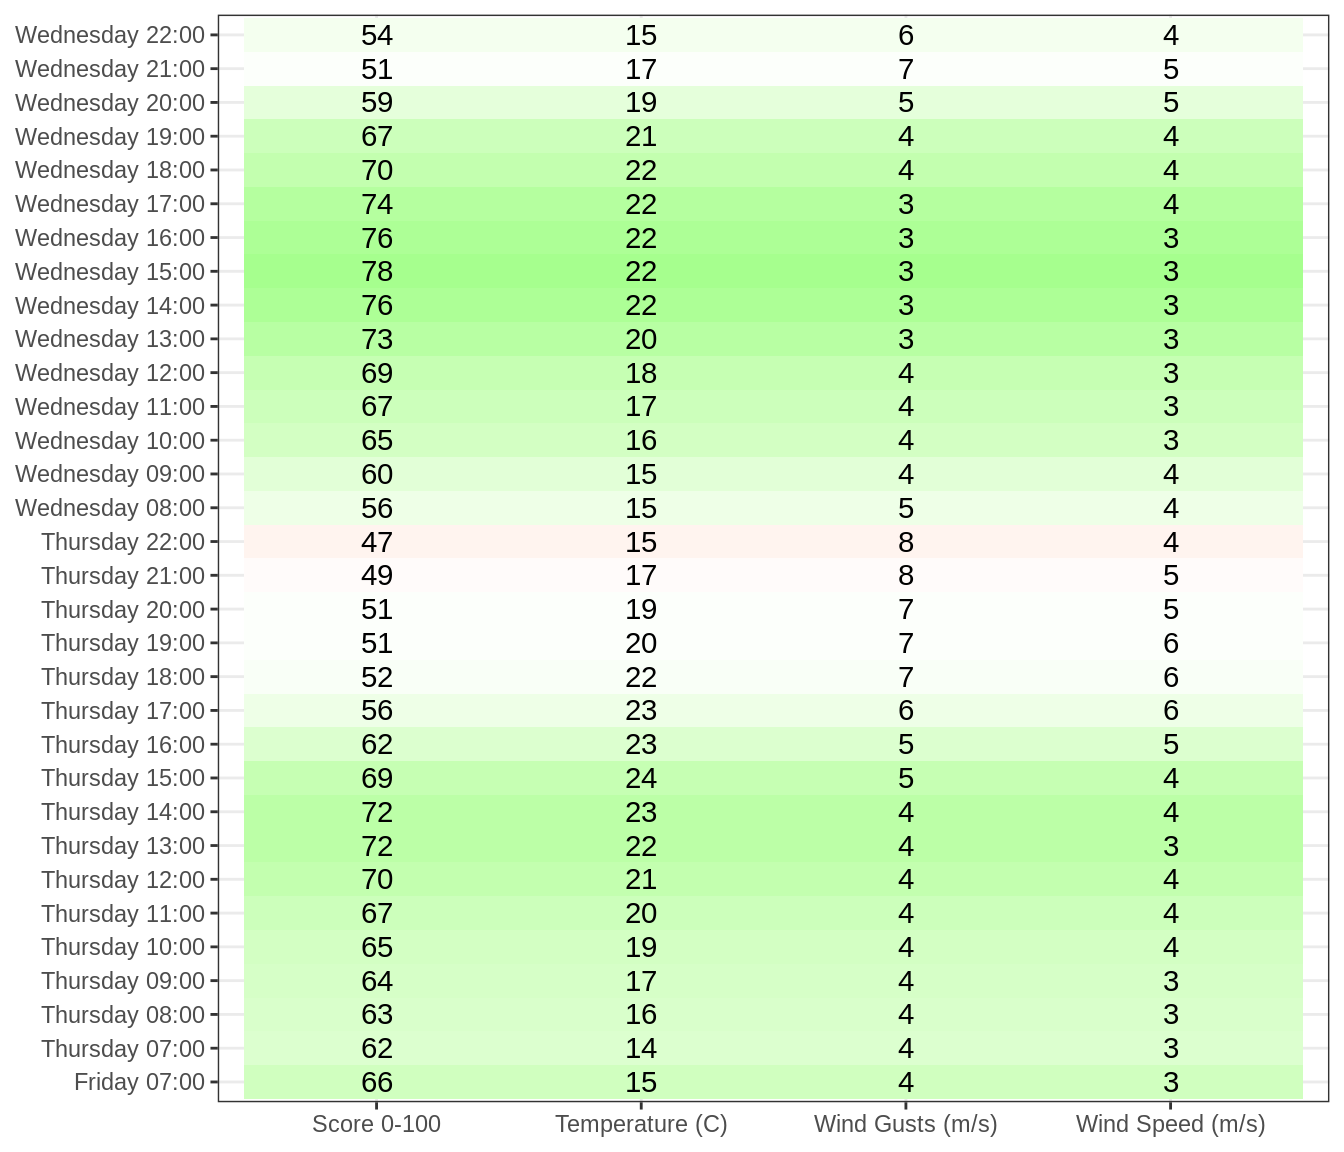 Wednesday 22:00 54 15 6 4
Wednesday 21:00 51 17 7 5
Wednesday 20:00 59 19 5 5
Wednesday 19:00 67 21 4 4
Wednesday 18:00 70 22 4 4
Wednesday 17:00 74 22 3 4
Wednesday 16:00 76 22 3 3
Wednesday 15:00 78 22 3 3
Wednesday 14:00 76 22 3 3
Wednesday 13:00 73 20 3 3
Wednesday 12:00 69 18 4 3
Wednesday 11:00 67 17 4 3
Wednesday 10:00 65 16 4 3
Wednesday 09:00 60 15 4 4
Wednesday 08:00 56 15 5 4
Thursday 22:00 47 15 8 4
Thursday 21:00 49 17 8 5
Thursday 20:00 51 19 7 5
Thursday 19:00 51 20 7 6
Thursday 18:00 52 22 7 6
Thursday 17:00 56 23 6 6
Thursday 16:00 62 23 5 5
Thursday 15:00 69 24 5 4
Thursday 14:00 72 23 4 4
Thursday 13:00 72 22 4 3
Thursday 12:00 70 21 4 4
Thursday 11:00 67 20 4 4
Thursday 10:00 65 19 4 4
Thursday 09:00 64 17 4 3
Thursday 08:00 63 16 4 3
Thursday 07:00 62 14 4 3
Friday 07:00 66 15 4 3
Score 0-100 Temperature (C) Wind Gusts (m/s) Wind Speed (m/s)